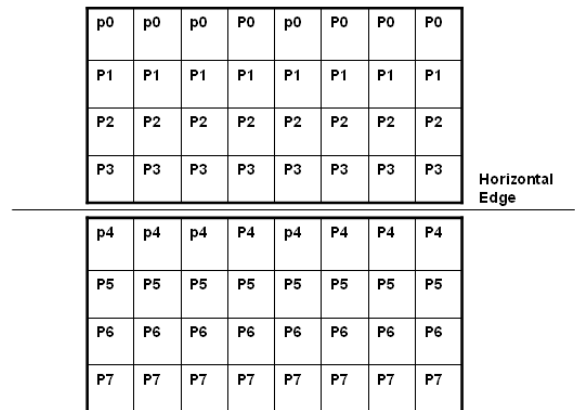 p0 p0 p0 P0 p0 P0 P0 P0
P1 P1 P1 P1 P1 P1 P1 P1
P2 P2 P2 P2 P2 P2 P2 P2
P3 P3 P3 P3 P3 P3 P3 P3
Horizontal
Edge
p4 p4 p4 P4 p4 P4 P4 P4
P5 P5 P5 P5 P5 P5 P5 P5
P6 P6 P6 P6 P6 P6 P6 P6
P7 P7 P7 P7 P7 P7 P7 P7